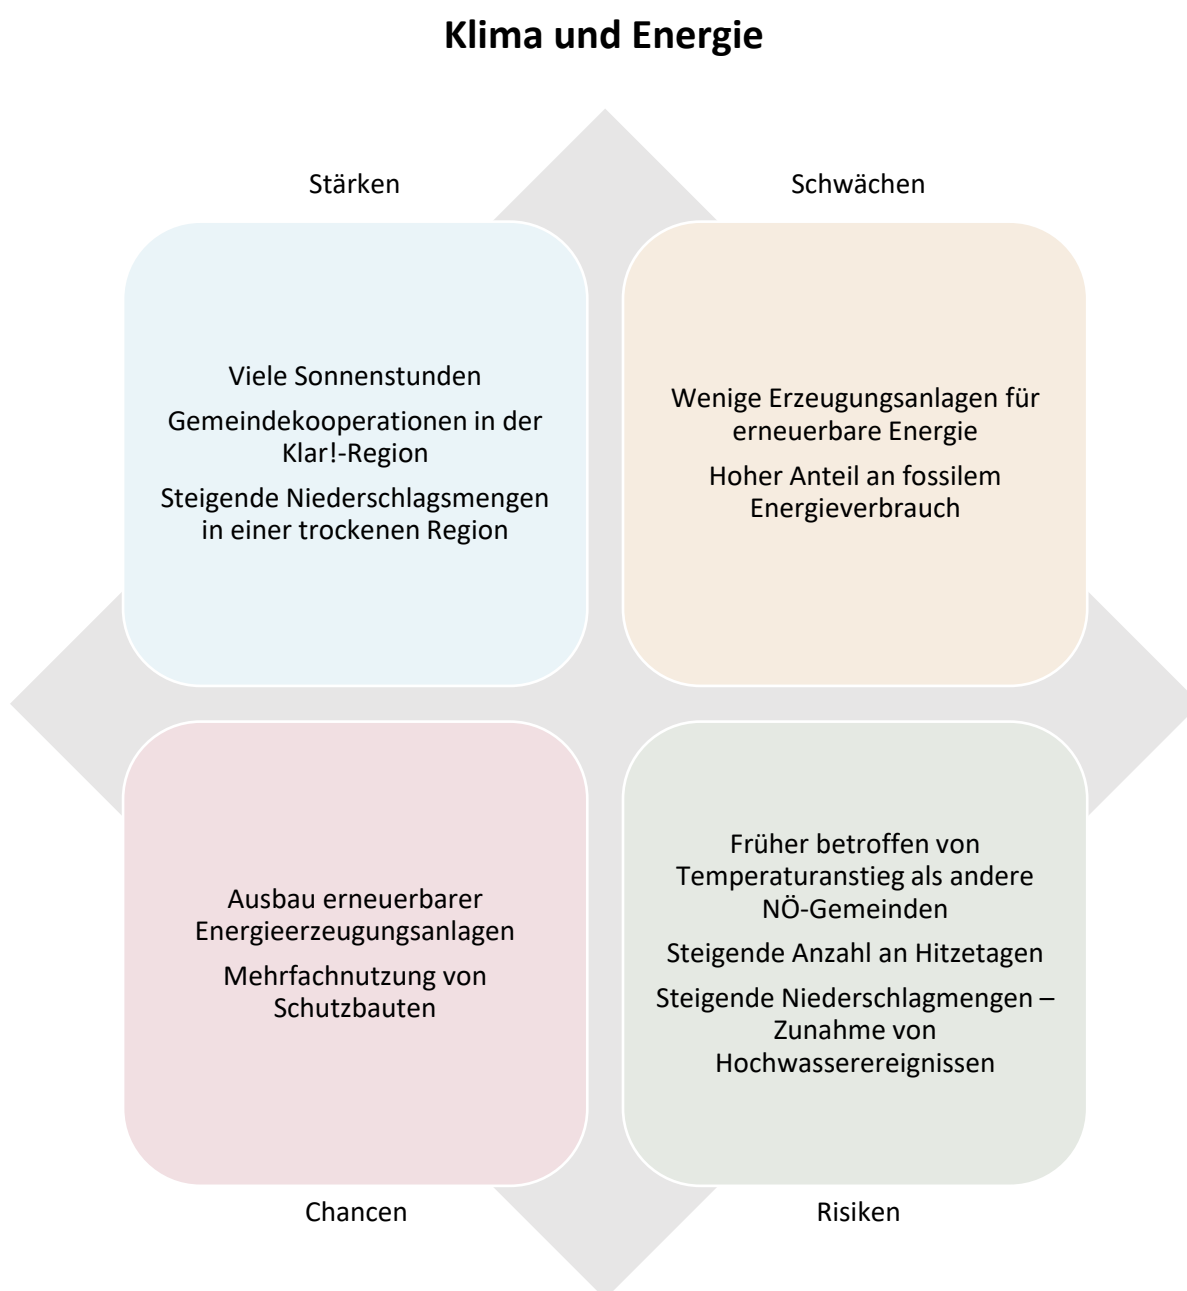 Klima und Energie
Stärken
Schwächen
Viele Sonnenstunden
Gemeindekooperationen in der
Klar!-Region
Steigende Niederschlagsmengen
in einer trockenen Region
Wenige Erzeugungsanlagen für
erneuerbare Energie
Hoher Anteil an fossilem
Energieverbrauch
Ausbau erneuerbarer
Energieerzeugungsanlagen
Mehrfachnutzung von
Schutzbauten
Früher betroffen von
Temperaturanstieg als andere
NÖ-Gemeinden
Steigende Anzahl an Hitzetagen
Steigende Niederschlagmengen –
Zunahme von
Hochwasserereignissen
Chancen
Risiken